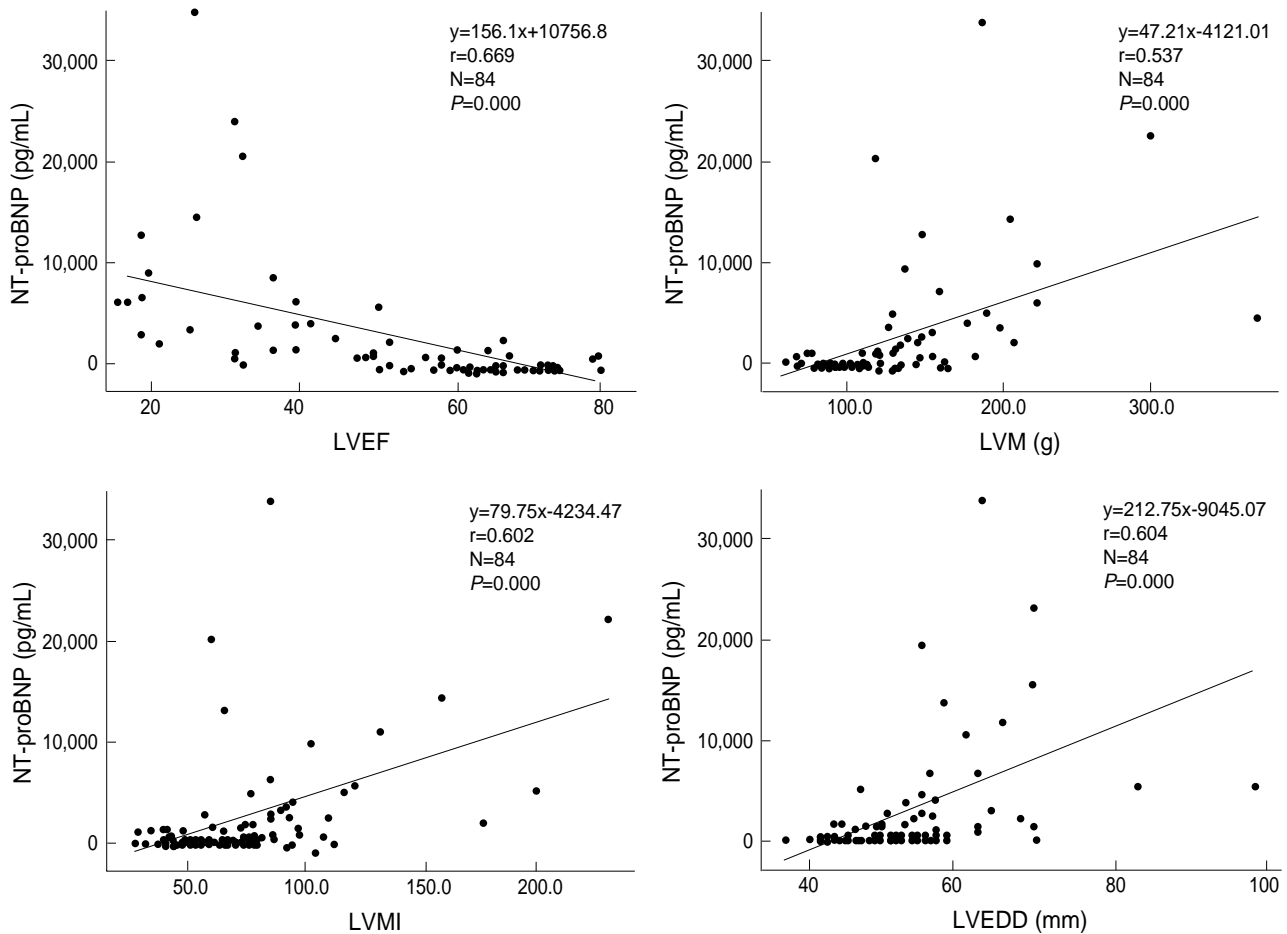 y=156.1x+10756.8
r=0.669
N=84
P=0.000
30,000
20,000
10,000
0
NT-proBNP (pg/mL)
20 40 60 80
LVEF
y=47.21x-4121.01
r=0.537
N=84
P=0.000
30,000
20,000
10,000
0
NT-proBNP (pg/mL)
100.0 200.0 300.0
LVM (g)
y=79.75x-4234.47
r=0.602
N=84
P=0.000
30,000
20,000
10,000
0
NT-proBNP (pg/mL)
50.0 100.0 150.0 200.0
LVMI
y=212.75x-9045.07
r=0.604
N=84
P=0.000
30,000
20,000
10,000
0
NT-proBNP (pg/mL)
40 60 80 100
LVEDD (mm)